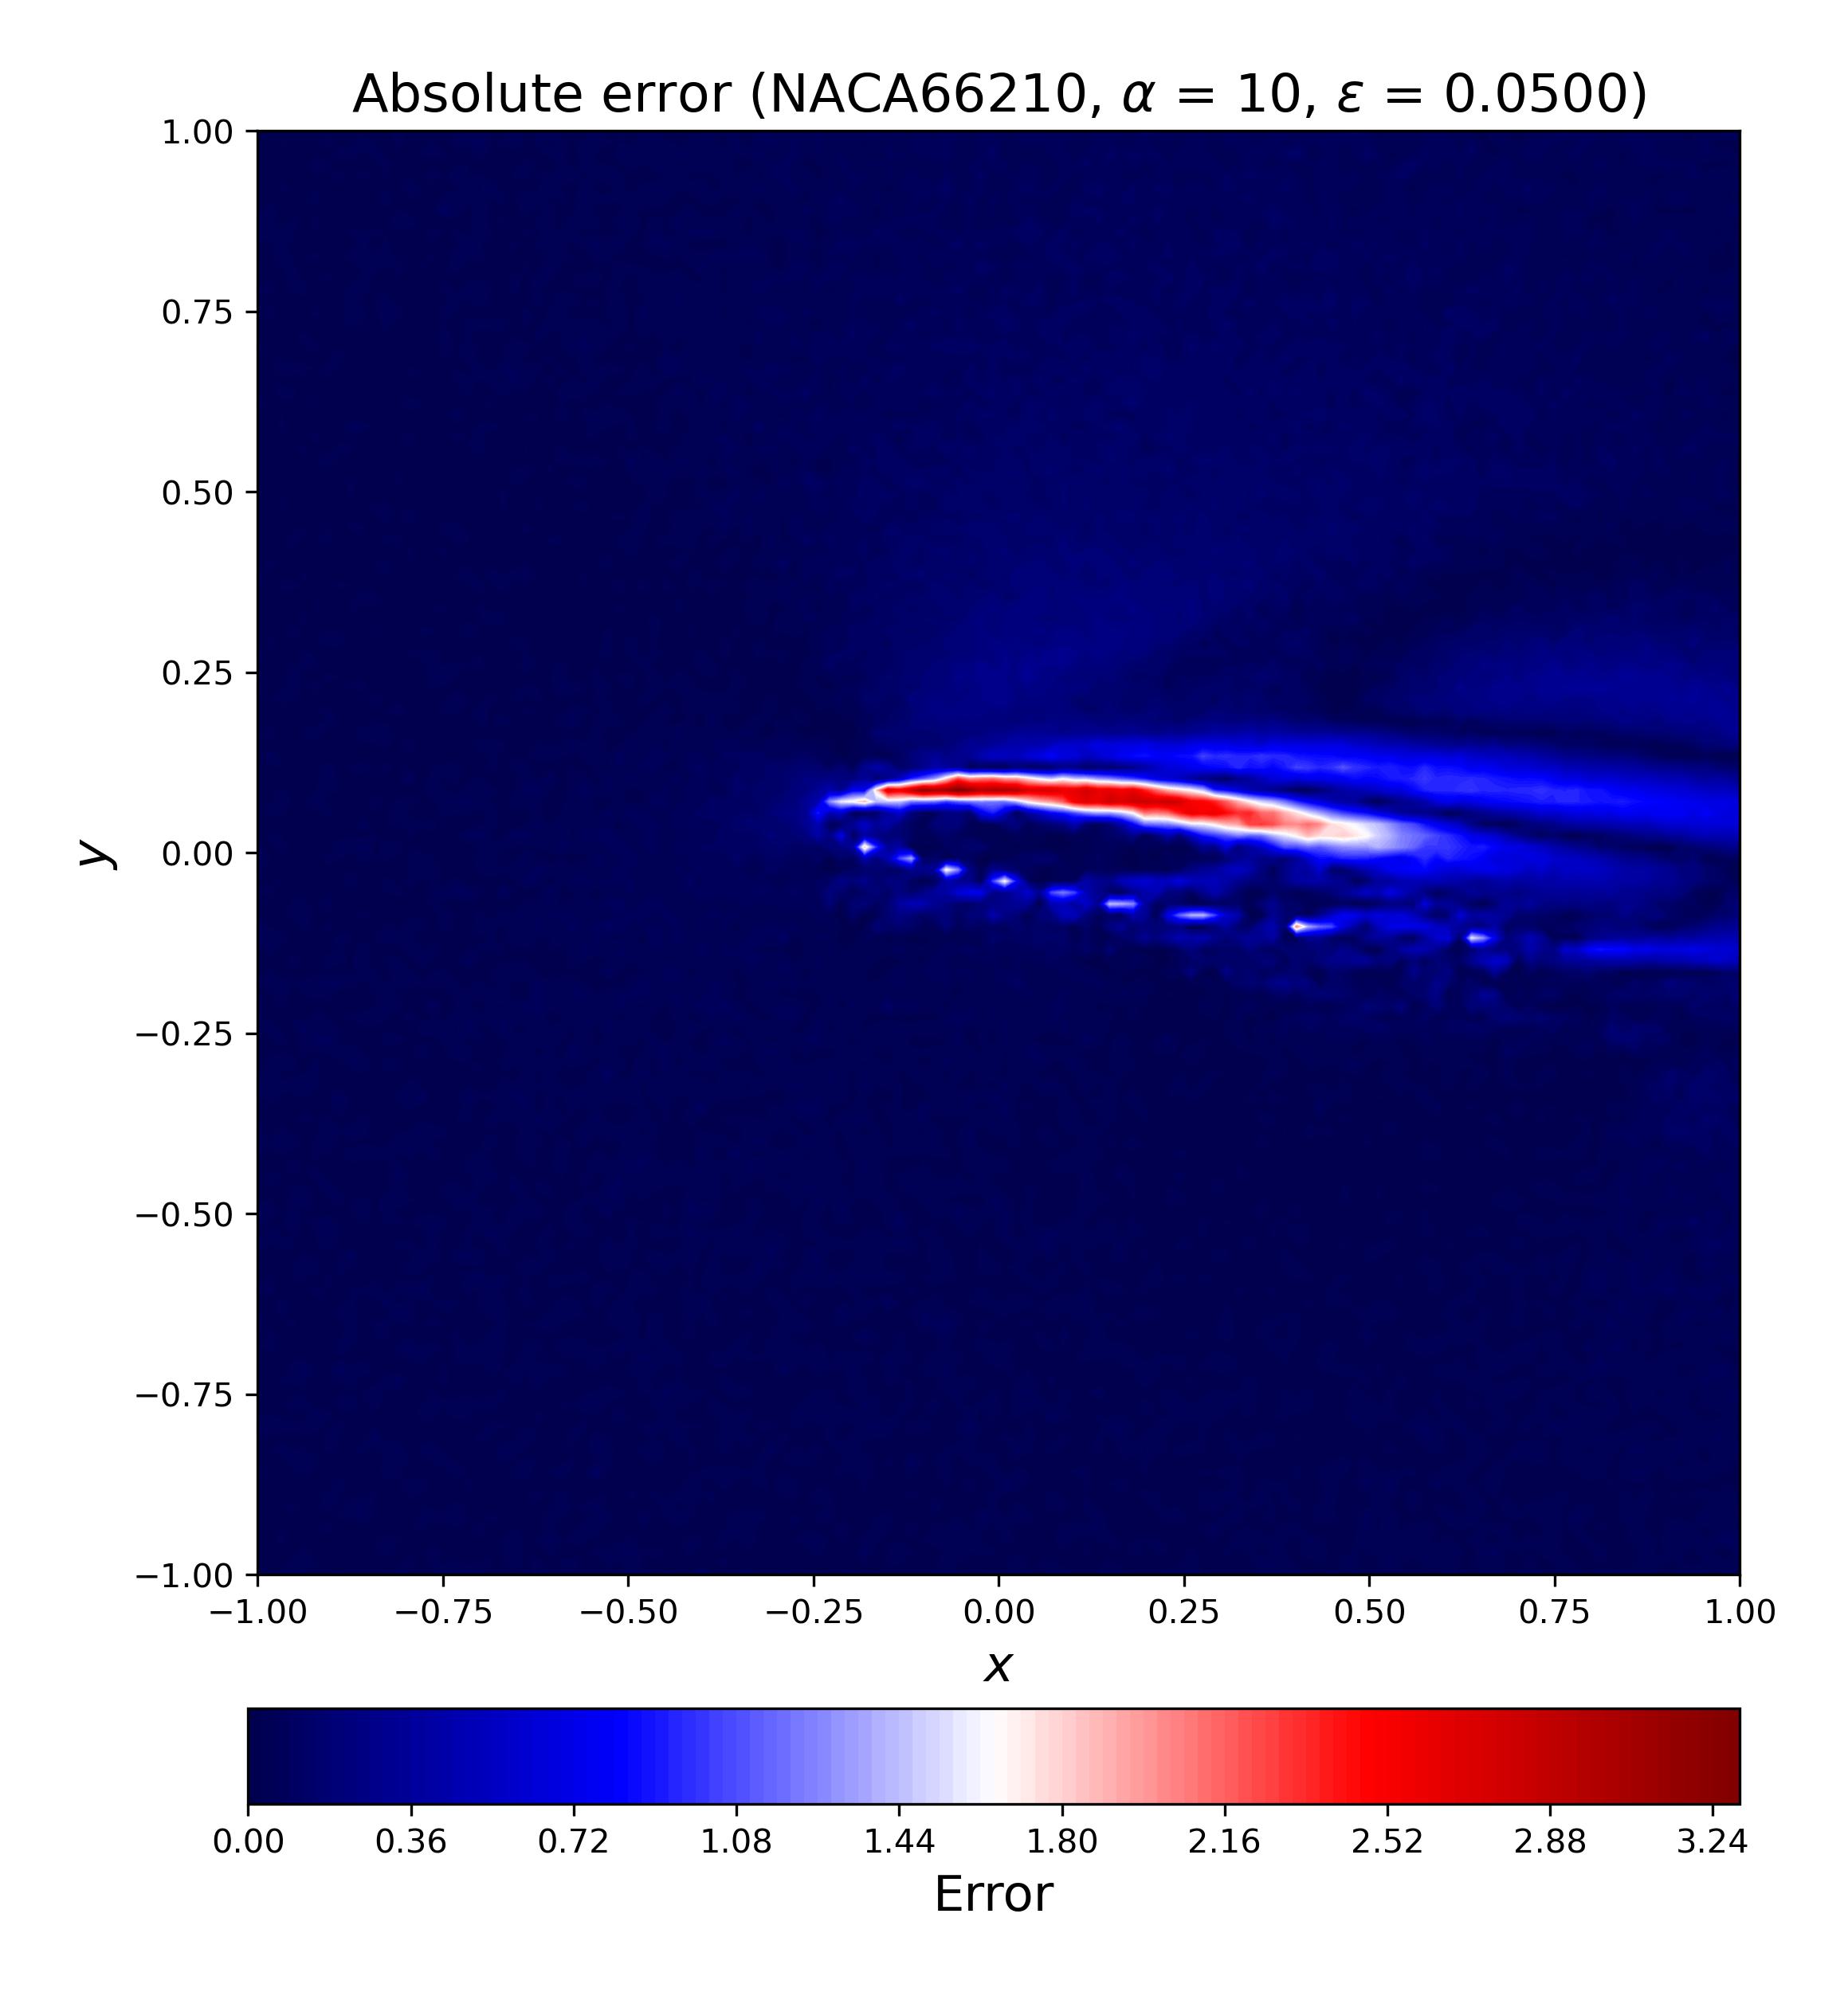 Absolute error (NACA66210, α = 10, ε = 0.0500)
1.00
0.75
0.50
0.25
0.00
−0.25
−0.50
−0.75
−1.00
y
−1.00 −0.75 −0.50 −0.25 0.00 0.25 0.50 0.75 1.00
x
0.00 0.36 0.72 1.08 1.44 1.80 2.16 2.52 2.88 3.24
Error